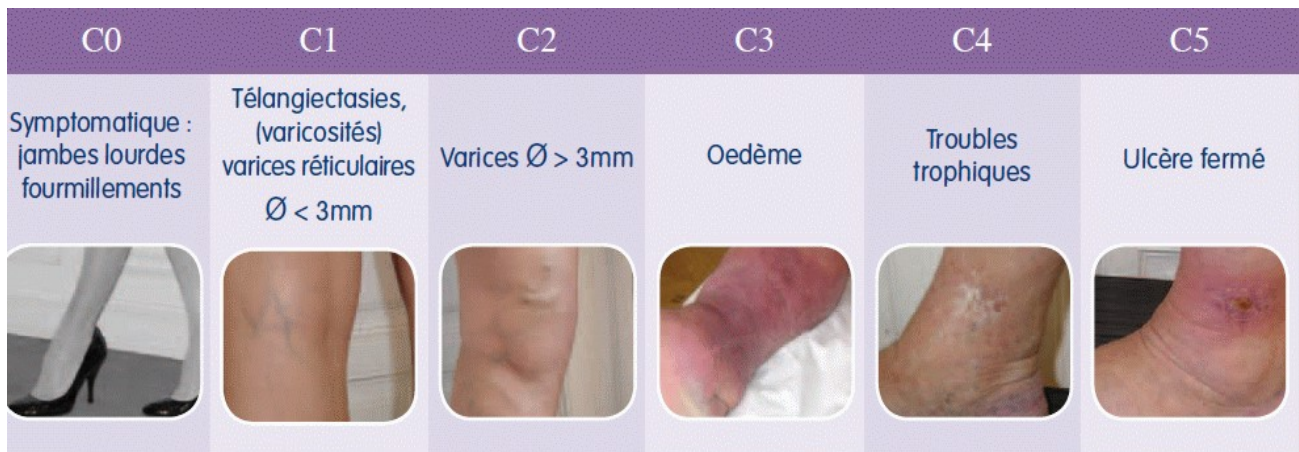 C0
C1
C2
C3
C4
C5
Symptomatique :
jambes lourdes
fourmillements
Télangiectasies,
(varicosités)
varices réticulaires
Ø < 3mm
Varices Ø > 3mm
Oedème
Troubles
trophiques
Ulcère fermé